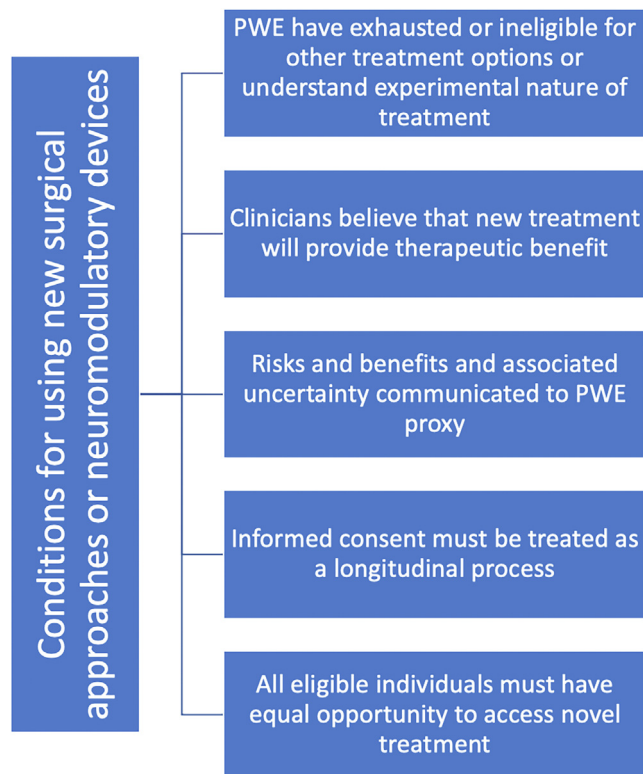 Conditions for using new surgical
approaches or neuromodulatory devices
PWE have exhausted or ineligible for
other treatment options or
understand experimental nature of
treatment
Clinicians believe that new treatment
will provide therapeutic benefit
Risks and benefits and associated
uncertainty communicated to PWE
proxy
Informed consent must be treated as
a longitudinal process
All eligible individuals must have
equal opportunity to access novel
treatment